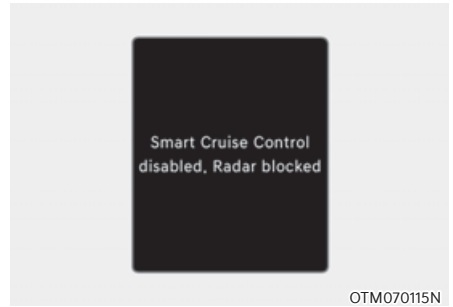 Smart Cruise Control
disabled, Radar blocked
OTM070115N